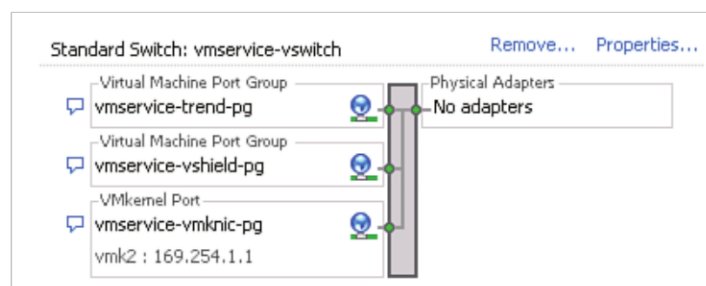 Standard Switch: vmservice-vswitch Remove... Properties...
Virtual Machine Port Group
vmservice-trend-pg
Physical Adapters
No adapters
Virtual Machine Port Group
vmservice-vshield-pg
VMkernel Port
vmservice-vmknic-pg
vmk2 : 169.254.1.1